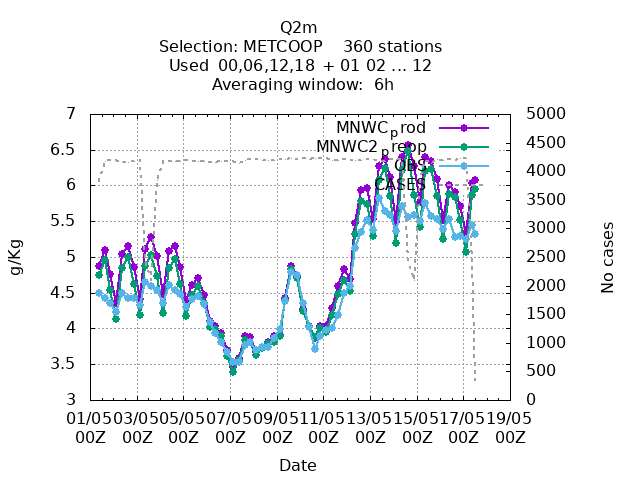 Q2m
Selection: METCOOP    360 stations
Used  00,06,12,18  + 01 02 ... 12
Averaging window:  6h
g/Kg
7
6.5
6
5.5
5
4.5
4
3.5
3
MNWCprod
MNWC2prepp
OBS
CASES
5000
4500
4000
3500
3000
2500
2000
1500
1000
500
0
No cases
01/05 03/05 05/05 07/05 09/05 11/05 13/05 15/05 17/05 19/05
00Z 00Z 00Z 00Z 00Z 00Z 00Z 00Z 00Z 00Z
Date